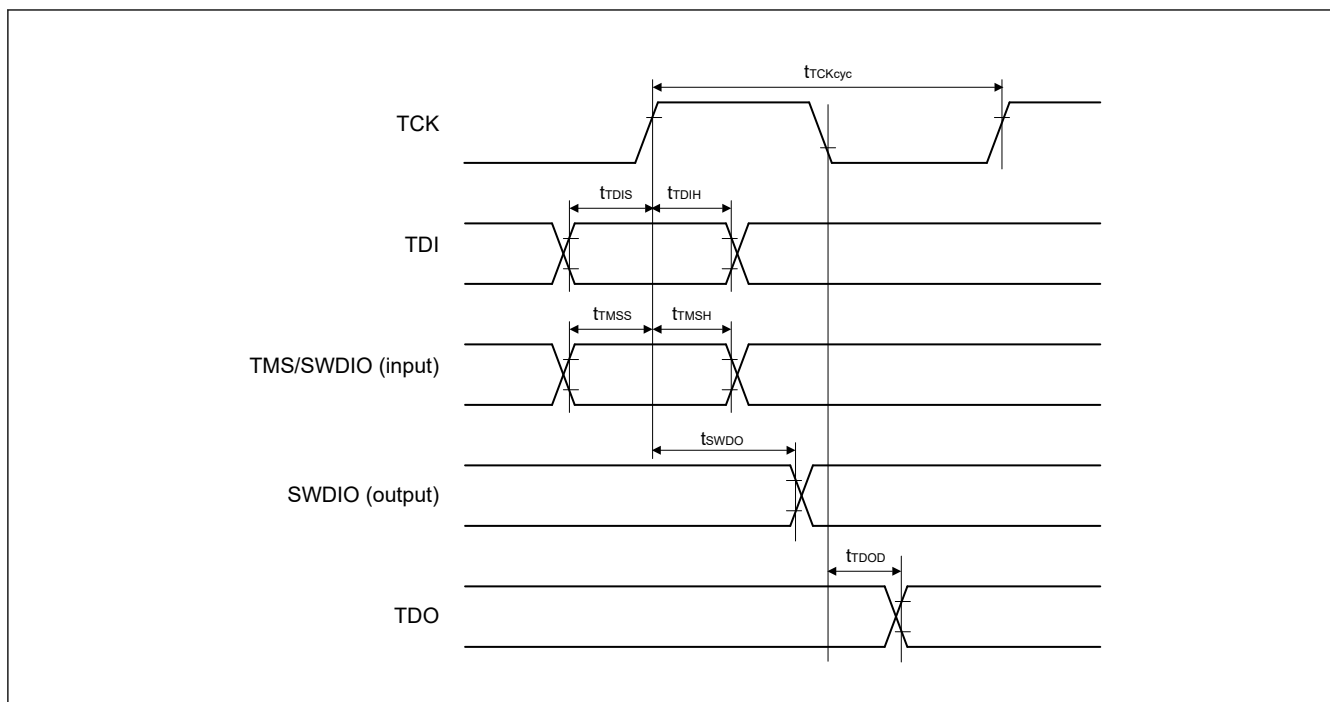 tTCKcyc
TCK
tTDIS
tTDIH
TDI
tTMSS
tTMSH
TMS/SWDIO (input)
tSWDO
SWDIO (output)
tTDOD
TDO